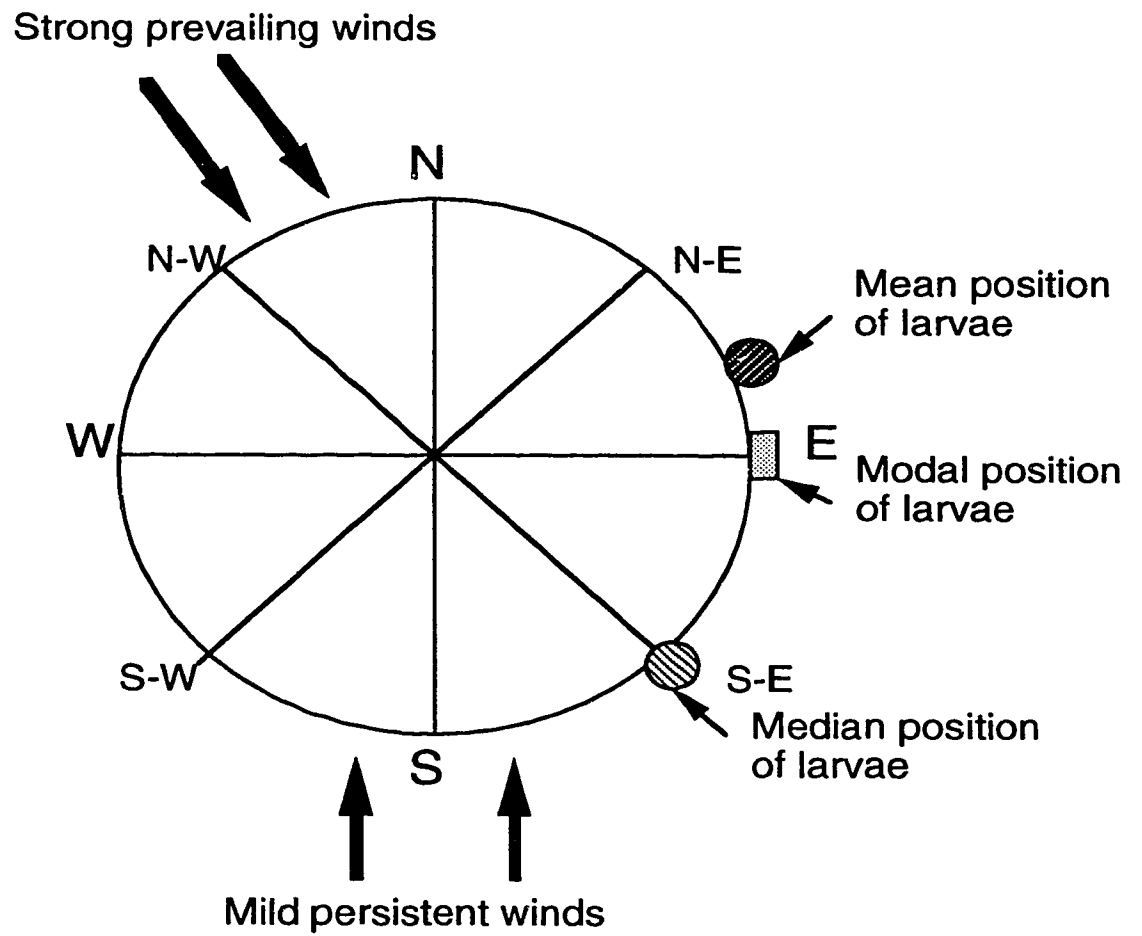 Strong prevailing winds
N
N-W
N-E
Mean position
of larvae
W
E
Modal position
of larvae
S-W
S-E
Median position
of larvae
S
Mild persistent winds